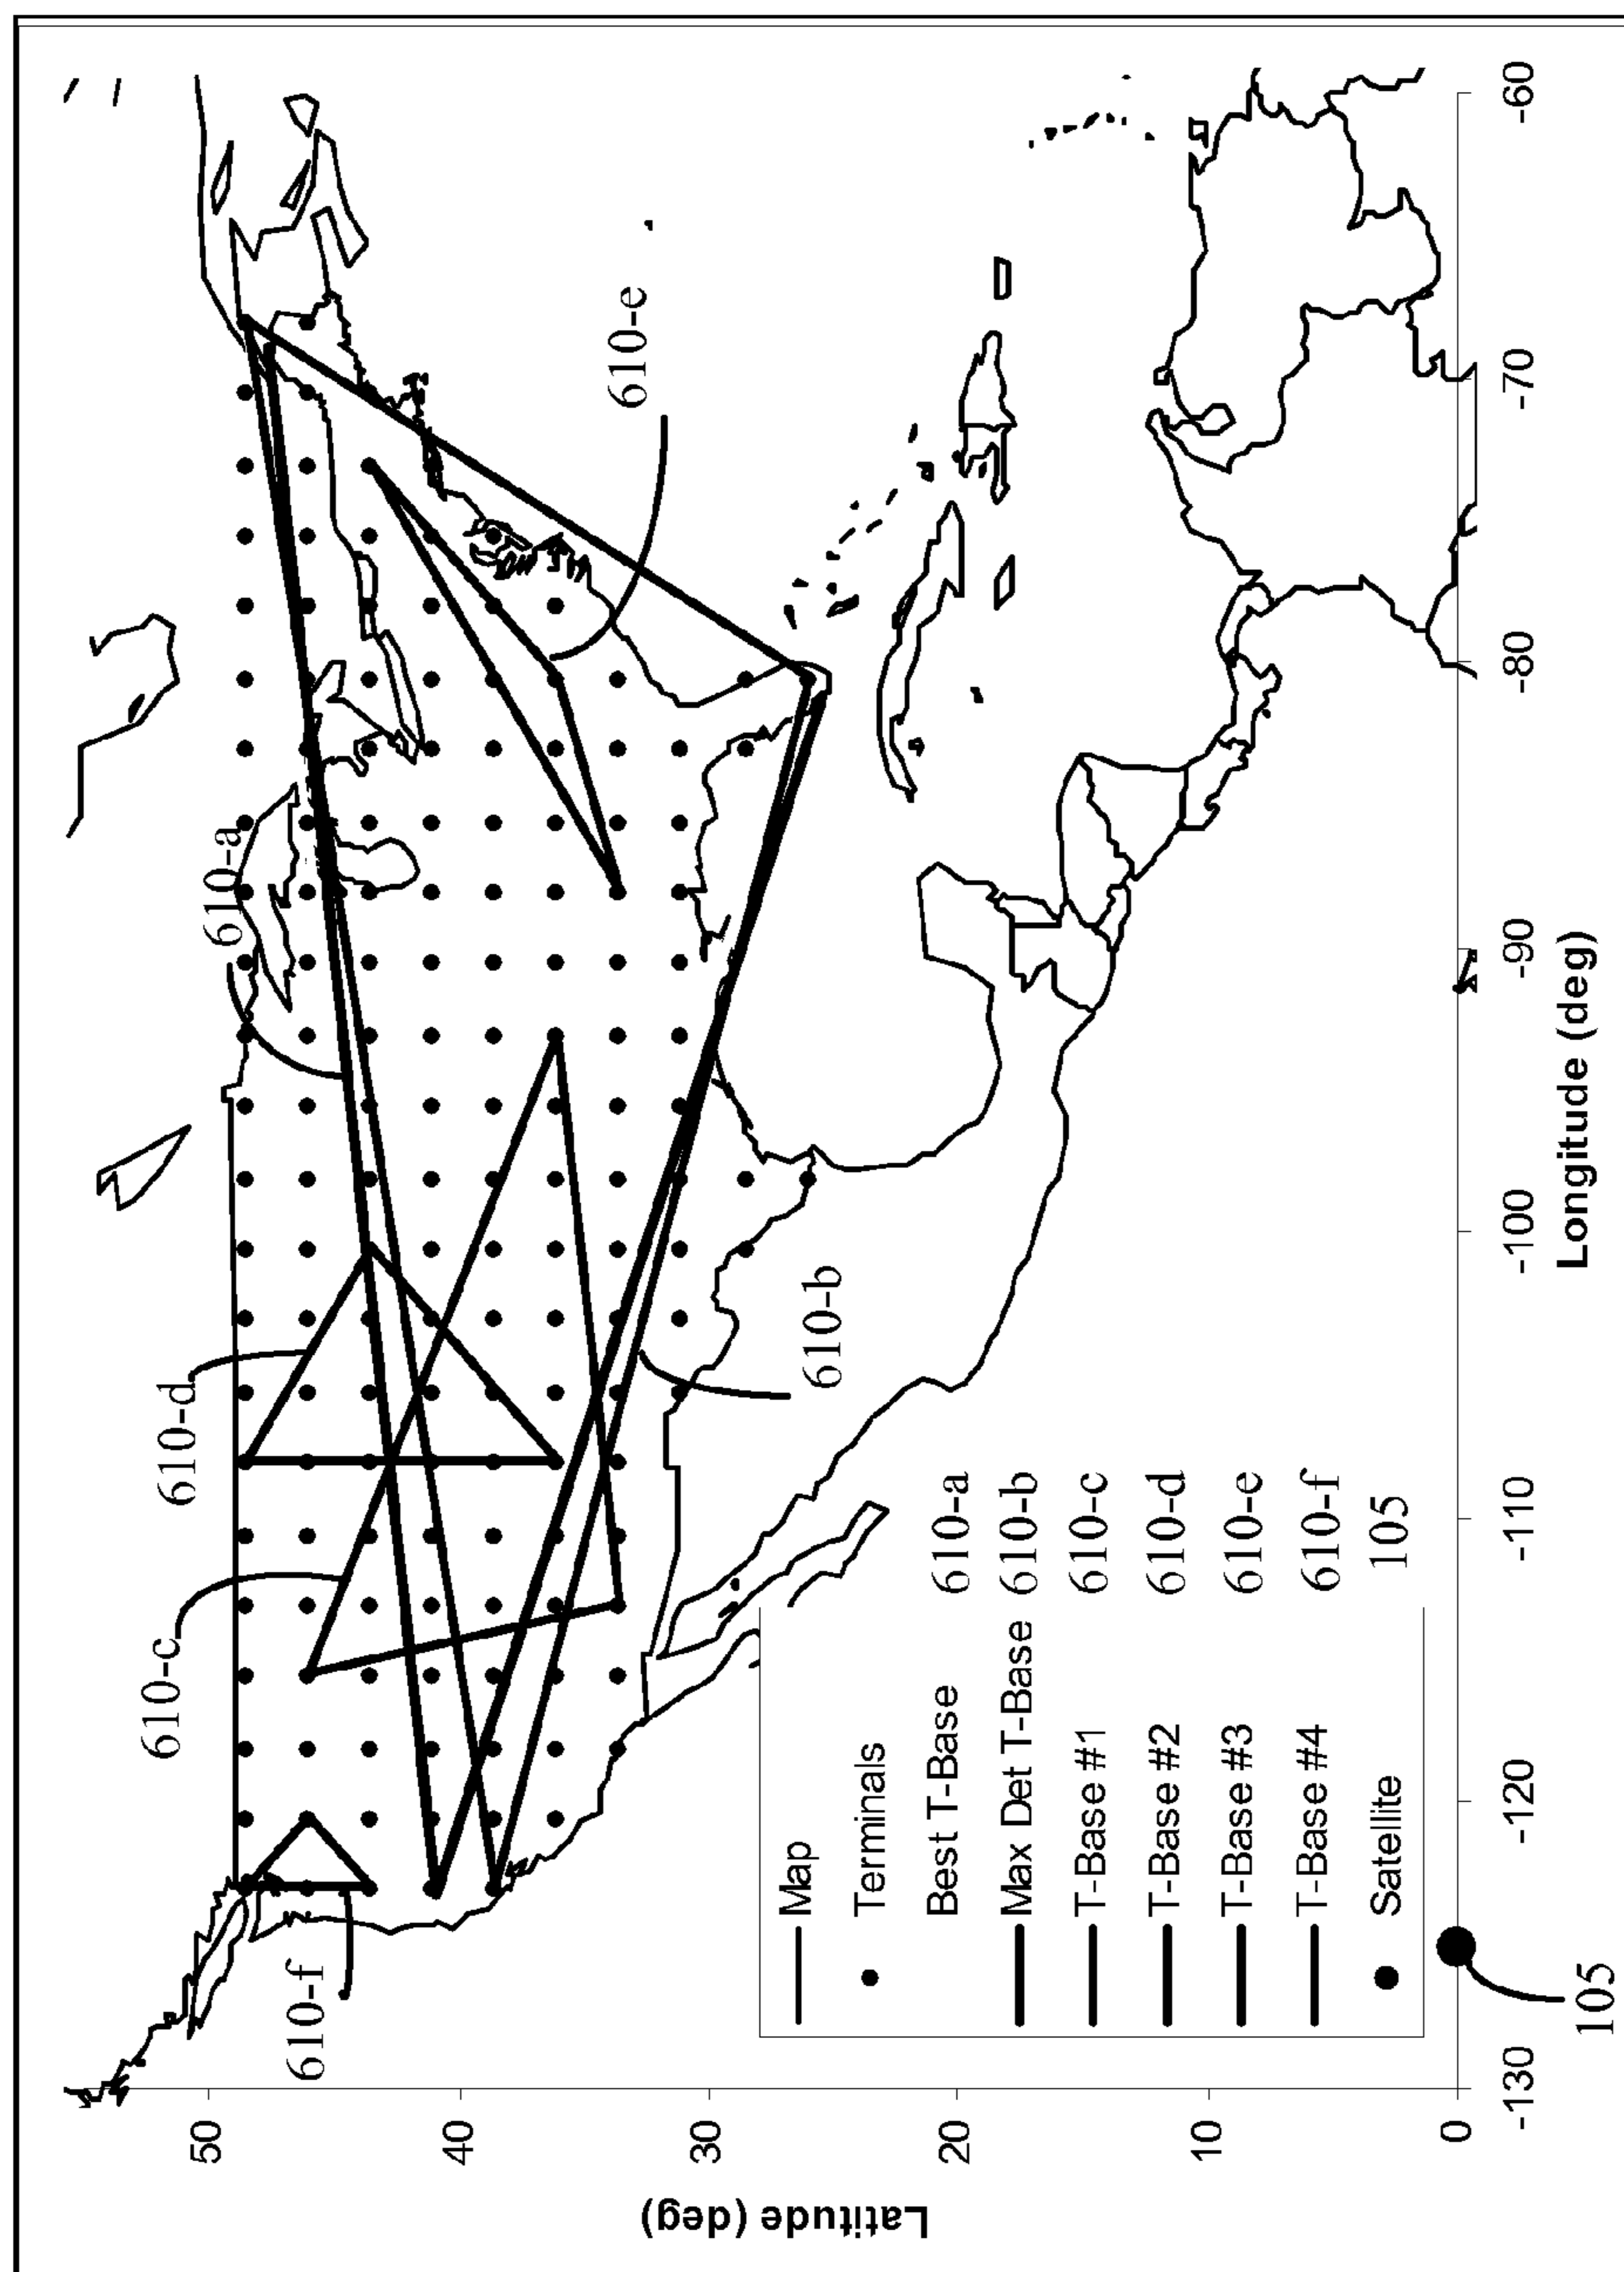 610-a
610-e
610-d
610-c
610-b
610-f
Map
Terminals
Best T-Base 610-a
Max Det T-Base 610-b
T-Base #1 610-c
T-Base #2 610-d
T-Base #3 610-e
T-Base #4 610-f
Satellite 105
105
50
40
30
20
10
0
Latitude (deg)
-130
-120
-110
-100
-90
-80
-70
-60
Longitude (deg)